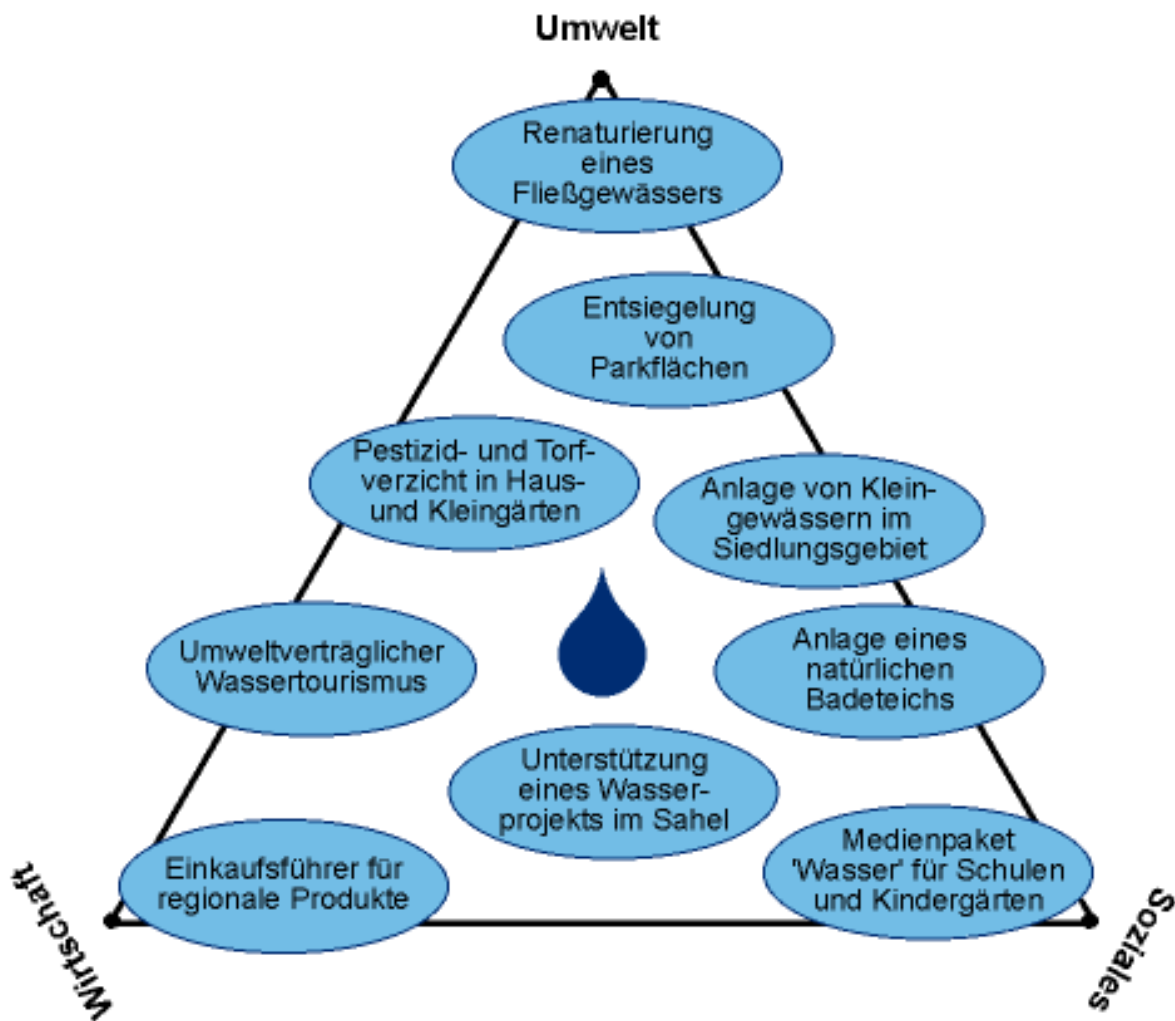 Umwelt
Renaturierung
eines
Fließgewässers
Entsiegelung
von
Parkflächen
Pestizid- und Torf-
verzicht in Haus-
und Kleingärten
Anlage von Klein-
gewässern im
Siedlungsgebiet
Umweltverträglicher
Wassertourismus
Anlage eines
natürlichen
Badeteichs
Unterstützung
eines Wasser-
projekts im Sahel
Einkaufsführer für
regionale Produkte
Medienpaket
'Wasser' für Schulen
und Kindergärten
Wirtschaft
Soziales